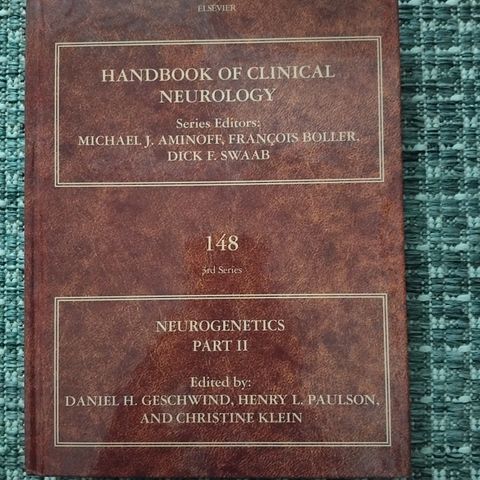 ELSEVIER
HANDBOOK OF CLINICAL
NEUROLOGY
Series Editors:
MICHAEL J. AMINOFF, FRANÇOIS BOLLER,
DICK F. SWAAB
148
3rd Series
NEUROGENETICS
PART II
Edited by:
DANIEL H. GESCHWIND, HENRY L. PAULSON,
AND CHRISTINE KLEIN